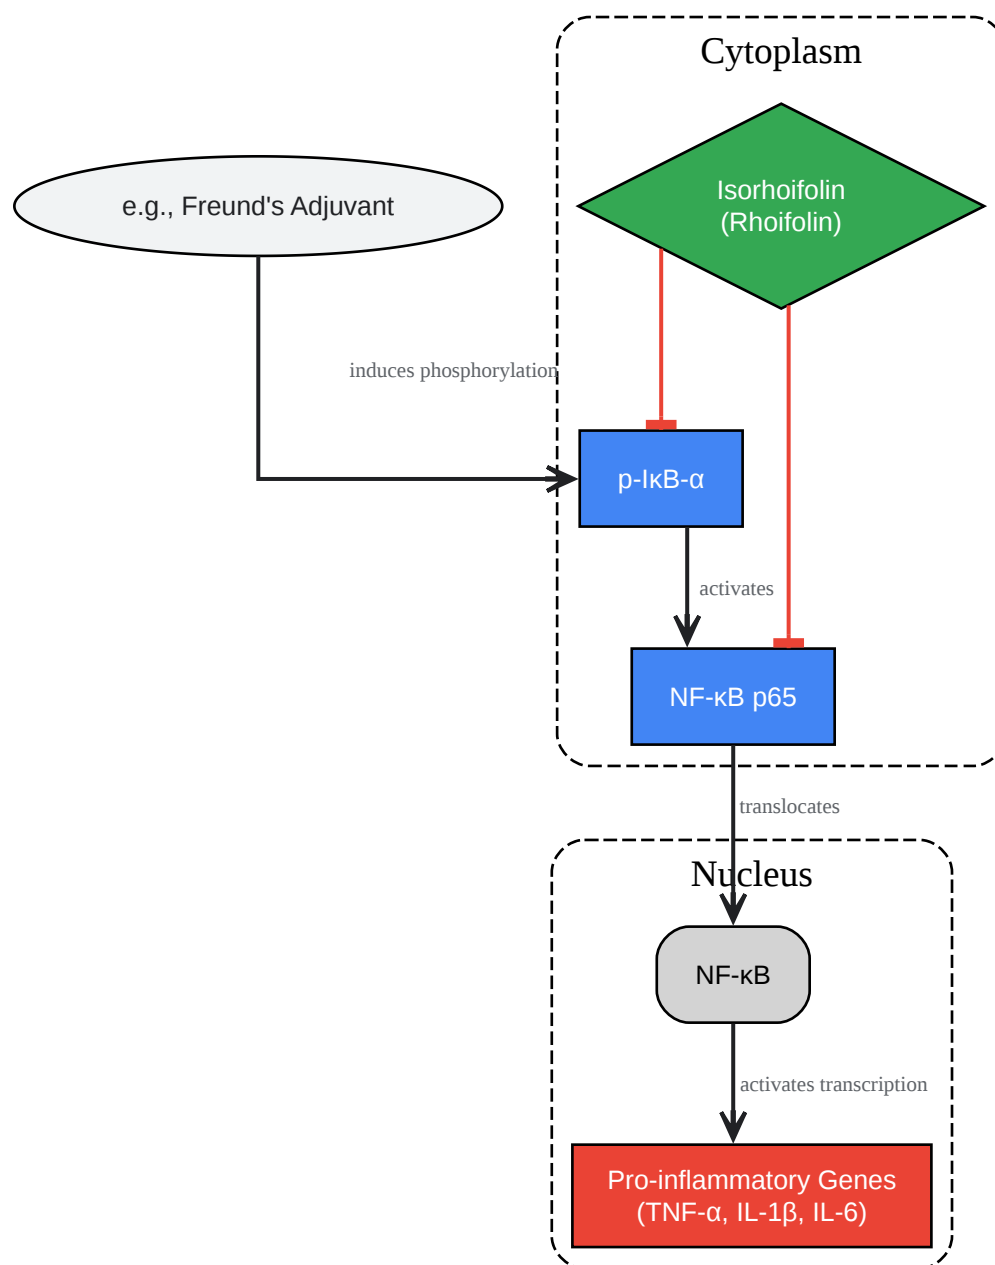 Cytoplasm
e.g., Freund's Adjuvant
Isorhoifolin
(Rhoifolin)
induces phosphorylation
p-IκB-α
activates
NF-κB p65
translocates
Nucleus
NF-κB
activates transcription
Pro-inflammatory Genes
(TNF-α, IL-1β, IL-6)